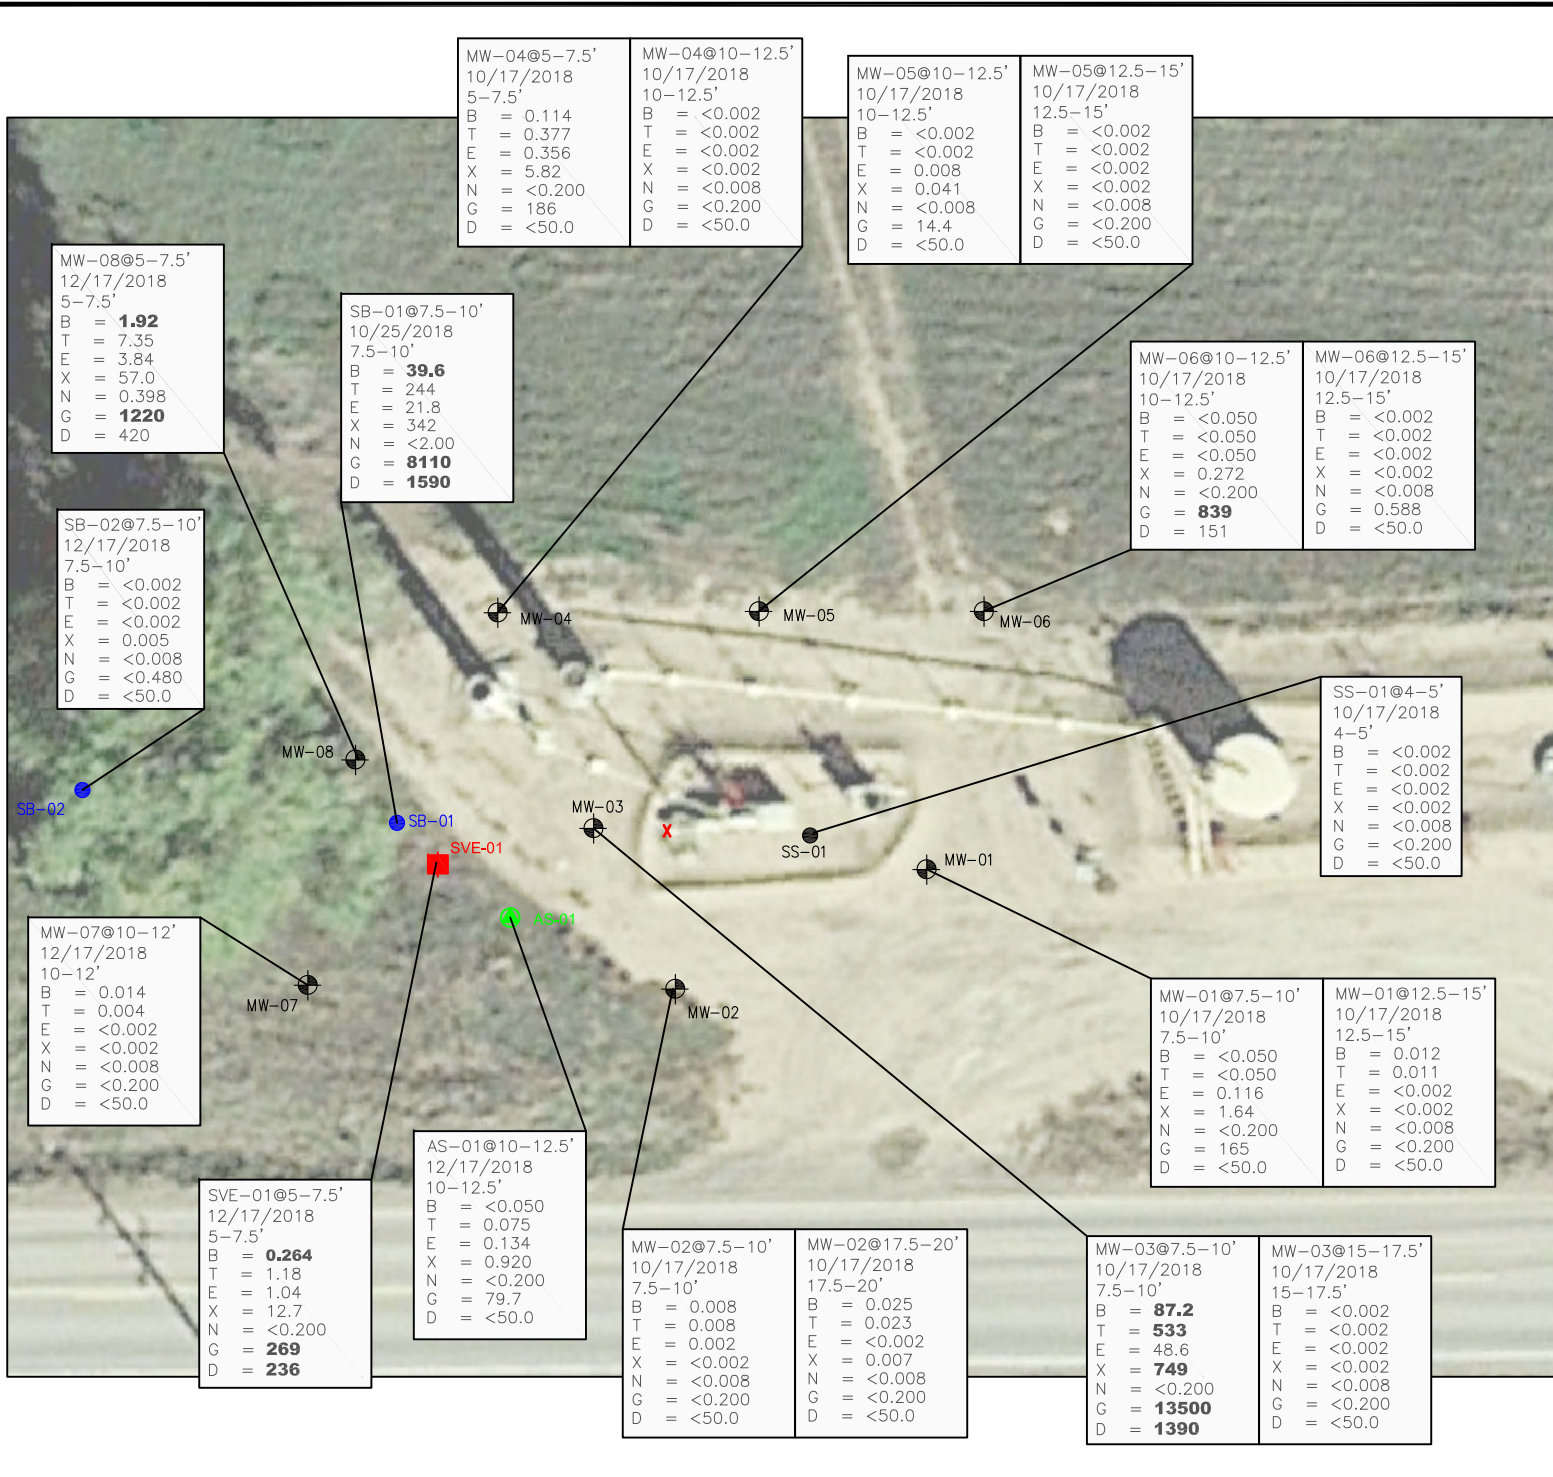 MW-04@5-7.5'
10/17/2018
5-7.5'
B = 0.114
T = 0.377
E = 0.356
X = 5.82
N = <0.200
G = 186
D = <50.0
MW-04@10-12.5'
10/17/2018
10-12.5'
B = <0.002
T = <0.002
E = <0.002
X = <0.002
N = <0.008
G = <0.200
D = <50.0
MW-05@10-12.5'
10/17/2018
10-12.5'
B = <0.002
T = <0.002
E = 0.008
X = 0.041
N = <0.008
G = 14.4
D = <50.0
MW-05@12.5-15'
10/17/2018
12.5-15'
B = <0.002
T = <0.002
E = <0.002
X = <0.002
N = <0.008
G = <0.200
D = <50.0
MW-08@5-7.5'
12/17/2018
5-7.5'
B = 1.92
T = 7.35
E = 3.84
X = 57.0
N = 0.398
G = 1220
D = 420
SB-01@7.5-10'
10/25/2018
7.5-10'
B = 39.6
T = 244
E = 21.8
X = 342
N = <2.00
G = 8110
D = 1590
MW-06@10-12.5'
10/17/2018
10-12.5'
B = <0.050
T = <0.050
E = <0.050
X = 0.272
N = <0.200
G = 839
D = 151
MW-06@12.5-15'
10/17/2018
12.5-15'
B = <0.002
T = <0.002
E = <0.002
X = <0.002
N = <0.008
G = 0.588
D = <50.0
SB-02@7.5-10'
12/17/2018
7.5-10'
B = <0.002
T = <0.002
E = <0.002
X = 0.005
N = <0.008
G = <0.480
D = <50.0
MW-04
MW-05
MW-06
SS-01@4-5'
10/17/2018
4-5'
B = <0.002
T = <0.002
E = <0.002
X = <0.002
N = <0.008
G = <0.200
D = <50.0
MW-08
SB-02
SB-01
MW-03
X
SS-01
SVE-01
MW-01
AS-01
MW-07@10-12'
12/17/2018
10-12'
B = 0.014
T = 0.004
E = <0.002
X = <0.002
N = <0.008
G = <0.200
D = <50.0
MW-07
MW-02
MW-01@7.5-10'
10/17/2018
7.5-10'
B = <0.050
T = <0.050
E = 0.116
X = 1.64
N = <0.200
G = 165
D = <50.0
MW-01@12.5-15'
10/17/2018
12.5-15'
B = 0.012
T = 0.011
E = <0.002
X = <0.002
N = <0.008
G = <0.200
D = <50.0
SVE-01@5-7.5'
12/17/2018
5-7.5'
B = 0.264
T = 1.18
E = 1.04
X = 12.7
N = <0.200
G = 269
D = 236
AS-01@10-12.5'
12/17/2018
10-12.5'
B = <0.050
T = 0.075
E = 0.134
X = 0.920
N = <0.200
G = 79.7
D = <50.0
MW-02@7.5-10'
10/17/2018
7.5-10'
B = 0.008
T = 0.008
E = 0.002
X = <0.002
N = <0.008
G = <0.200
D = <50.0
MW-02@17.5-20'
10/17/2018
17.5-20'
B = 0.025
T = 0.023
E = <0.002
X = 0.007
N = <0.008
G = <0.200
D = <50.0
MW-03@7.5-10'
10/17/2018
7.5-10'
B = 87.2
T = 533
E = 48.6
X = 749
N = <0.200
G = 13500
D = 1390
MW-03@15-17.5'
10/17/2018
15-17.5'
B = <0.002
T = <0.002
E = <0.002
X = <0.002
N = <0.008
G = <0.200
D = <50.0